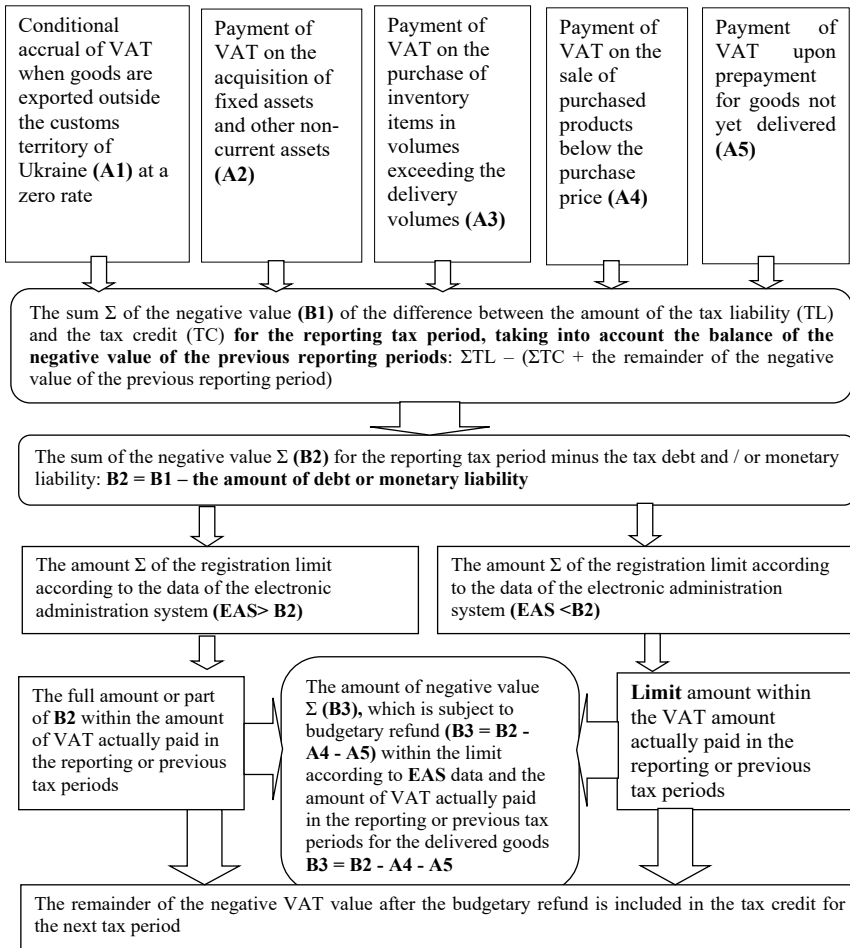 Conditional
accrual of VAT
when goods are
exported outside
the customs
territory of
Ukraine (A1) at a
zero rate
Payment of
VAT on the
acquisition of
fixed assets
and other non-
current assets
(A2)
Payment of
VAT on the
purchase of
inventory
items in
volumes
exceeding the
delivery
volumes (A3)
Payment of
VAT on the
sale of
purchased
products
below the
purchase
price (A4)
Payment of
VAT upon
prepayment
for goods not
yet delivered
(A5)
The sum Σ of the negative value (B1) of the difference between the amount of the tax liability (TL)
and the tax credit (TC) for the reporting tax period, taking into account the balance of the
negative value of the previous reporting periods: ΣTL – (ΣTC + the remainder of the negative
value of the previous reporting period)
The sum of the negative value Σ (B2) for the reporting tax period minus the tax debt and / or monetary
liability: B2 = B1 – the amount of debt or monetary liability
The amount Σ of the registration limit
according to the data of the electronic
administration system (EAS> B2)
The amount Σ of the registration limit
according to the data of the electronic
administration system (EAS <B2)
The full amount or part
of B2 within the amount
of VAT actually paid in
the reporting or previous
tax periods
The amount of negative value
Σ (B3), which is subject to
budgetary refund (B3 = B2 -
A4 - A5) within the limit
according to EAS data and the
amount of VAT actually paid
in the reporting or previous tax
periods for the delivered goods
B3 = B2 - A4 - A5
Limit amount within
the VAT amount
actually paid in the
reporting or previous
tax periods
The remainder of the negative VAT value after the budgetary refund is included in the tax credit for
the next tax period